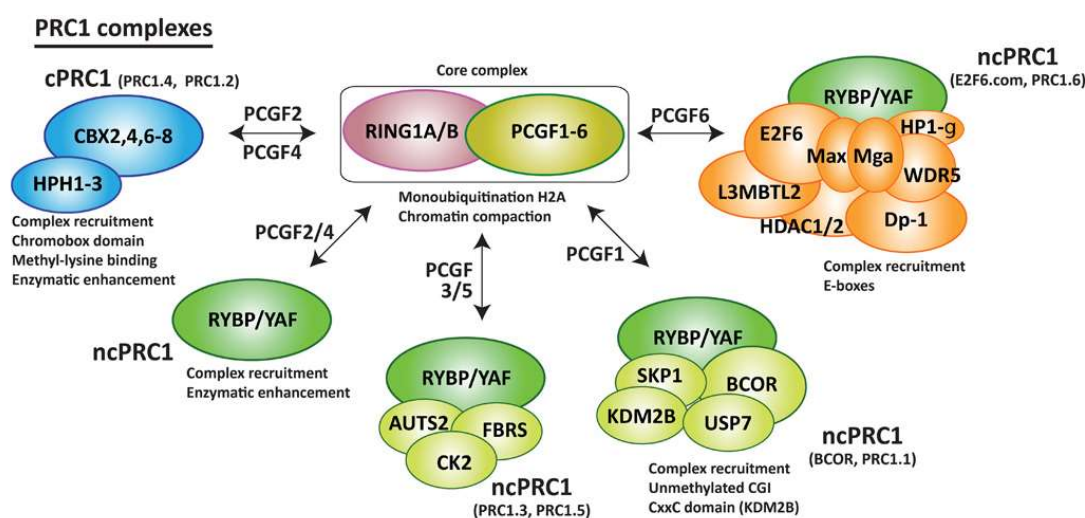 PRC1 complexes
cPRC1 (PRC1.4, PRC1.2)
CBX2,4,6-8
HPH1-3
Complex recruitment
Chromobox domain
Methyl-lysine binding
Enzymatic enhancement
PCGF2
PCGF4
Core complex
RING1A/B
PCGF1-6
Monoubiquitination H2A
Chromatin compaction
PCGF6
ncPRC1
(E2F6.com, PRC1.6)
RYBP/YAF
E2F6
Max
Mga
HP1-g
WDR5
L3MBTL2
HDAC1/2
Dp-1
Complex recruitment
E-boxes
PCGF2/4
RYBP/YAF
ncPRC1
Complex recruitment
Enzymatic enhancement
PCGF
3/5
RYBP/YAF
AUTS2
FBRS
CK2
ncPRC1
(PRC1.3, PRC1.5)
PCGF1
RYBP/YAF
SKP1
BCOR
KDM2B
USP7
ncPRC1
(BCOR, PRC1.1)
Complex recruitment
Unmethylated CGI
CxxC domain (KDM2B)